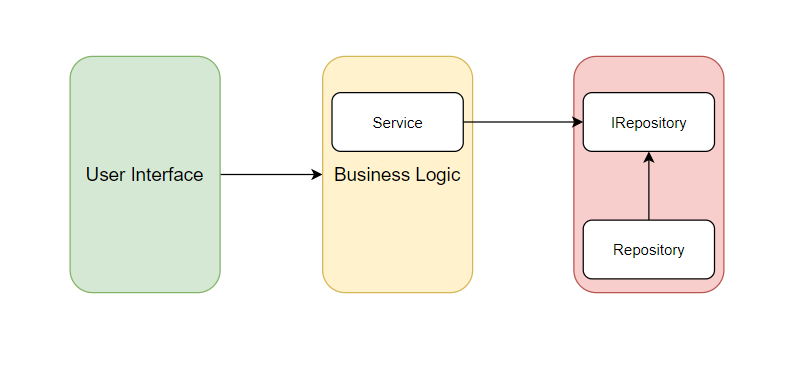 User Interface
Service
Business Logic
IRepository
Repository